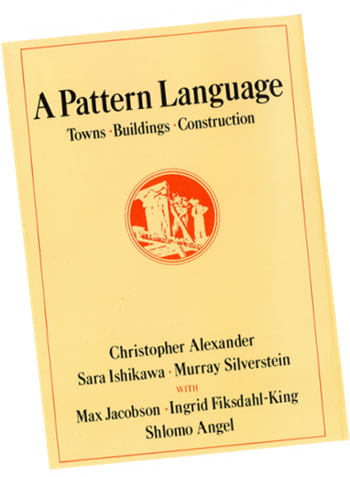 A Pattern Language
Towns · Buildings · Construction
Christopher Alexander
Sara Ishikawa · Murray Silverstein
WITH
Max Jacobson · Ingrid Fiksdahl-King
Shlomo Angel